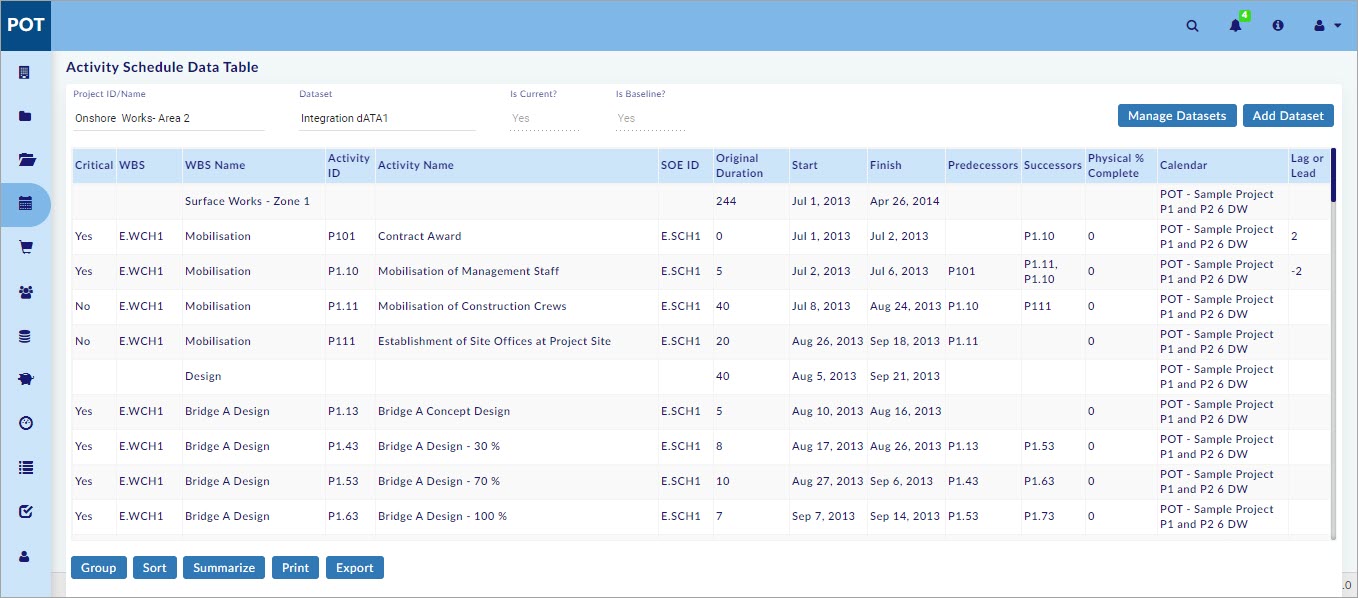 POT
4
Activity Schedule Data Table
Project ID/Name Dataset Is Current? Is Baseline?
Onshore Works- Area 2 Integration dATA1 Yes Yes
Manage Datasets Add Dataset
Critical WBS WBS Name Activity ID Activity Name SOE ID Original Duration Start Finish Predecessors Successors Physical % Complete Calendar Lag or Lead
Surface Works - Zone 1 244 Jul 1, 2013 Apr 26, 2014 POT - Sample Project P1 and P2 6 DW
Yes E.WCH1 Mobilisation P101 Contract Award E.SCH1 0 Jul 1, 2013 Jul 2, 2013 P1.10 0 POT - Sample Project P1 and P2 6 DW 2
Yes E.WCH1 Mobilisation P1.10 Mobilisation of Management Staff E.SCH1 5 Jul 2, 2013 Jul 6, 2013 P101 P1.11, P1.10 0 POT - Sample Project P1 and P2 6 DW -2
No E.WCH1 Mobilisation P1.11 Mobilisation of Construction Crews E.SCH1 40 Jul 8, 2013 Aug 24, 2013 P1.10 P111 0 POT - Sample Project P1 and P2 6 DW
No E.WCH1 Mobilisation P111 Establishment of Site Offices at Project Site E.SCH1 20 Aug 26, 2013 Sep 18, 2013 P1.11 0 POT - Sample Project P1 and P2 6 DW
Design 40 Aug 5, 2013 Sep 21, 2013 POT - Sample Project P1 and P2 6 DW
Yes E.WCH1 Bridge A Design P1.13 Bridge A Concept Design E.SCH1 5 Aug 10, 2013 Aug 16, 2013 0 POT - Sample Project P1 and P2 6 DW
Yes E.WCH1 Bridge A Design P1.43 Bridge A Design - 30 % E.SCH1 8 Aug 17, 2013 Aug 26, 2013 P1.13 P1.53 0 POT - Sample Project P1 and P2 6 DW
Yes E.WCH1 Bridge A Design P1.53 Bridge A Design - 70 % E.SCH1 10 Aug 27, 2013 Sep 6, 2013 P1.43 P1.63 0 POT - Sample Project P1 and P2 6 DW
Yes E.WCH1 Bridge A Design P1.63 Bridge A Design - 100 % E.SCH1 7 Sep 7, 2013 Sep 14, 2013 P1.53 P1.73 0 POT - Sample Project P1 and P2 6 DW
Group Sort Summarize Print Export